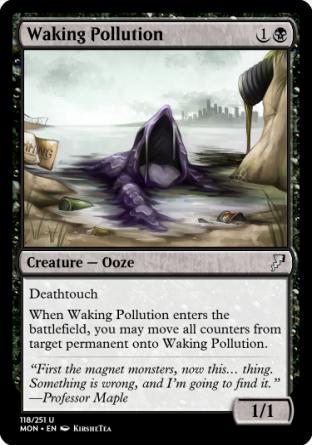 Waking Pollution 1
Creature — Ooze
Deathtouch
When Waking Pollution enters the
battlefield, you may move all counters from
target permanent onto Waking Pollution.
“First the magnet monsters, now this… thing.
Something is wrong, and I'm going to find it.”
—Professor Maple
118/251 U
MON • EN KirsheTea
1/1